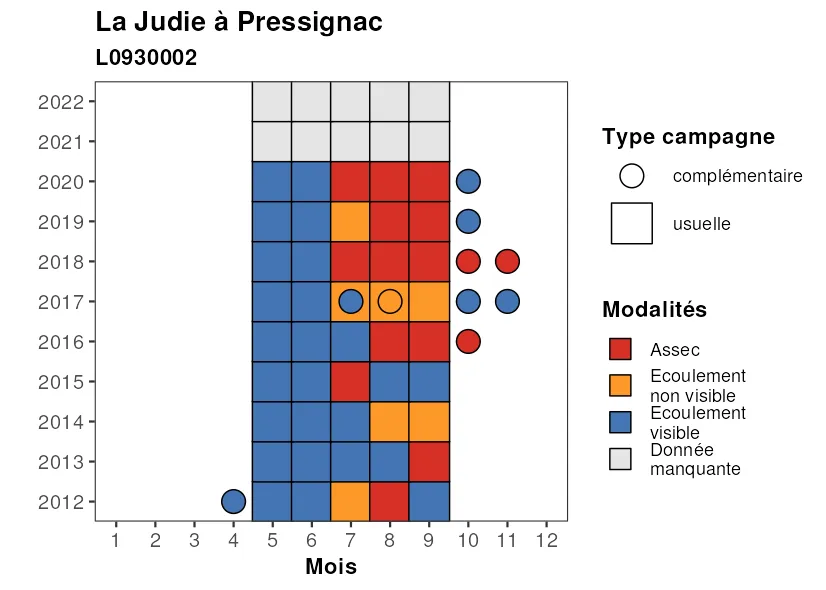 La Judie à Pressignac
L0930002
2022
2021
2020
2019
2018
2017
2016
2015
2014
2013
2012
1 2 3 4 5 6 7 8 9 10 11 12
Mois
Type campagne
complémentaire
usuelle
Modalités
Assec
Ecoulement
non visible
Ecoulement
visible
Donnée
manquante